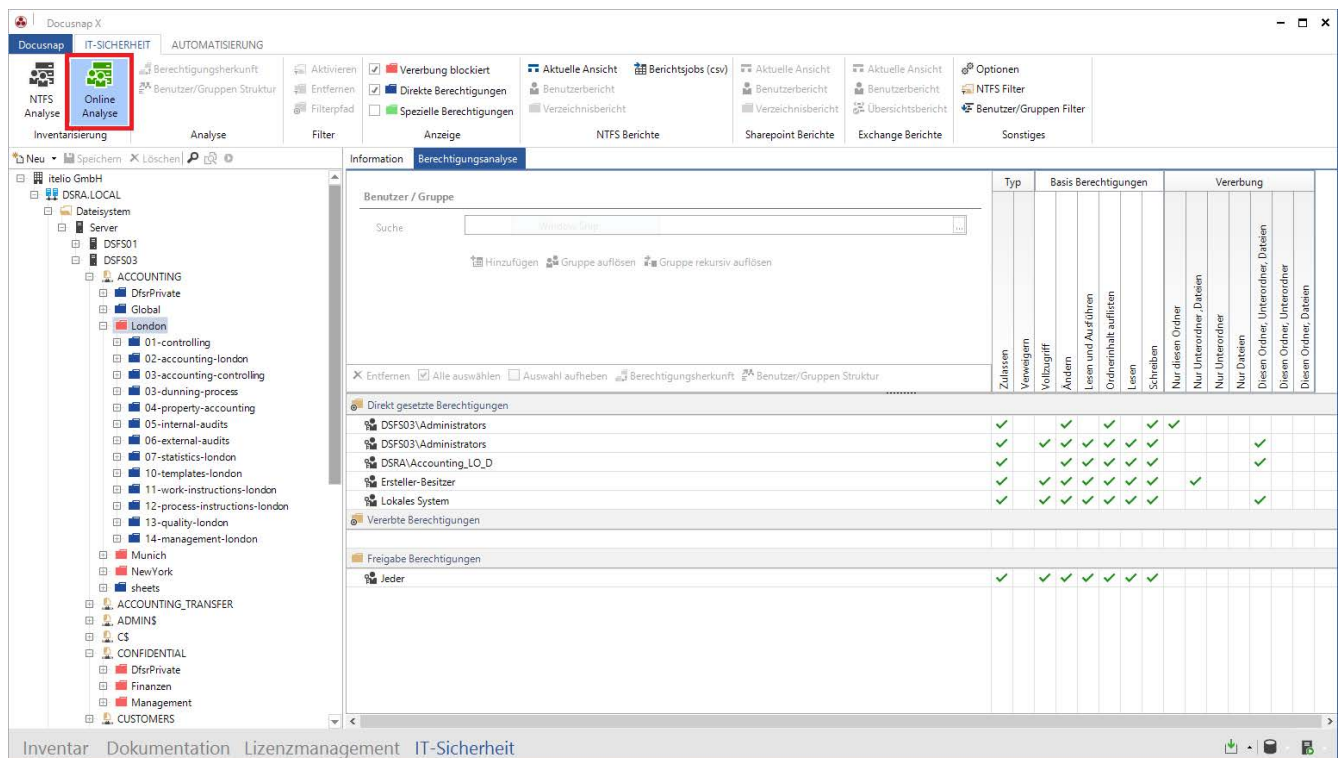 Docusnap X
Docusnap IT-SICHERHEIT AUTOMATISIERUNG
NTFS Analyse
Online Analyse
Inventarisierung
Berechtigungsherkunft
Benutzer/Gruppen Struktur
Analyse
Aktivieren
Entfernen
Filterpfad
Filter
Vererbung blockiert
Direkte Berechtigungen
Spezielle Berechtigungen
Anzeige
Aktuelle Ansicht Berichtsjobs (csv)
Benutzerbericht
Verzeichnisbericht
NTFS Berichte
Aktuelle Ansicht
Benutzerbericht
Verzeichnisbericht
Sharepoint Berichte
Aktuelle Ansicht
Benutzerbericht
Übersichtsbericht
Exchange Berichte
Optionen
NTFS Filter
Benutzer/Gruppen Filter
Sonstiges
Neu Speichern Löschen
itelio GmbH
DSRA.LOCAL
Dateisystem
Server
DSFS01
DSFS03
ACCOUNTING
DfsrPrivate
Global
London
01-controlling
02-accounting-london
03-accounting-controlling
03-dunning-process
04-property-accounting
05-internal-audits
06-external-audits
07-statistics-london
10-templates-london
11-work-instructions-london
12-process-instructions-london
13-quality-london
14-management-london
Munich
NewYork
sheets
ACCOUNTING_TRANSFER
ADMIN$
C$
CONFIDENTIAL
DfsrPrivate
Finanzen
Management
CUSTOMERS
Information Berechtigungsanalyse
Benutzer / Gruppe
Suche
Hinzufügen Gruppe auflösen Gruppe rekursiv auflösen
Entfernen Alle auswählen Auswahl aufheben Berechtigungsherkunft Benutzer/Gruppen Struktur
Typ Basis Berechtigungen Vererbung
Zulassen
Verweigern
Vollzugriff
Ändern
Lesen und Ausführen
Ordnerinhalt auflisten
Lesen
Schreiben
Nur diesen Ordner
Nur Unterordner ,Dateien
Nur Unterordner
Nur Dateien
Diesen Ordner, Unterordner, Dateien
Diesen Ordner, Unterordner
Diesen Ordner, Dateien
Direkt gesetzte Berechtigungen
DSFS03\Administrators
DSFS03\Administrators
DSRA\Accounting_LO_D
Ersteller-Besitzer
Lokales System
Vererbte Berechtigungen
Freigabe Berechtigungen
Jeder
Inventar Dokumentation Lizenzmanagement IT-Sicherheit